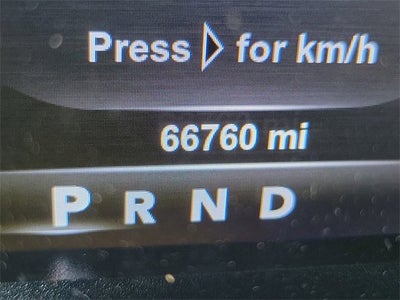 Press ▷ for km/h
66760 mi
P R N D